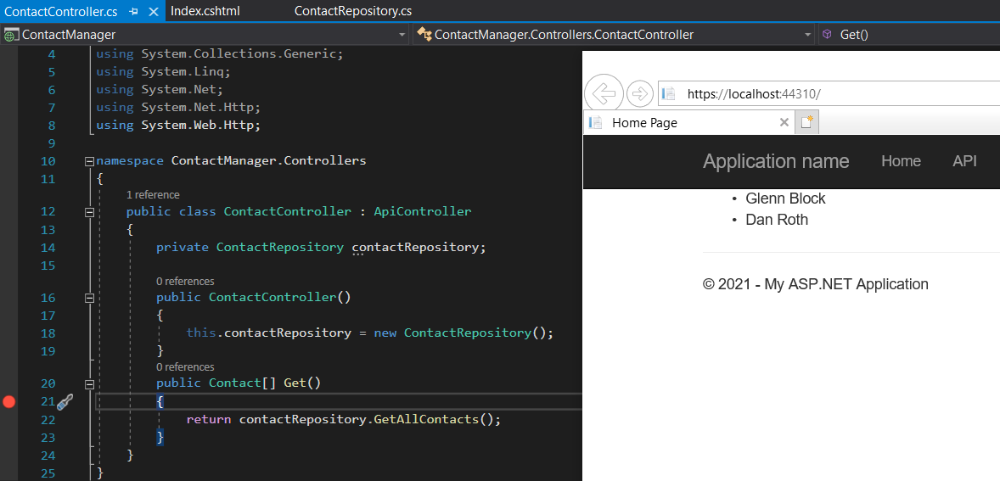 ContactController.cs
Index.cshtml
ContactRepository.cs
ContactManager
ContactManager.Controllers.ContactController
Get()
4 using System.Collections.Generic;
5 using System.Linq;
6 using System.Net;
7 using System.Net.Http;
8 using System.Web.Http;
9
10 namespace ContactManager.Controllers
11 {
1 reference
12 public class ContactController : ApiController
13 {
14 private ContactRepository contactRepository;
15
0 references
16 public ContactController()
17 {
18 this.contactRepository = new ContactRepository();
19 }
0 references
20 public Contact[] Get()
21 {
22 return contactRepository.GetAllContacts();
23 }
24 }
25 }
https://localhost:44310/
Home Page
Application name Home API
• Glenn Block
• Dan Roth
© 2021 - My ASP.NET Application